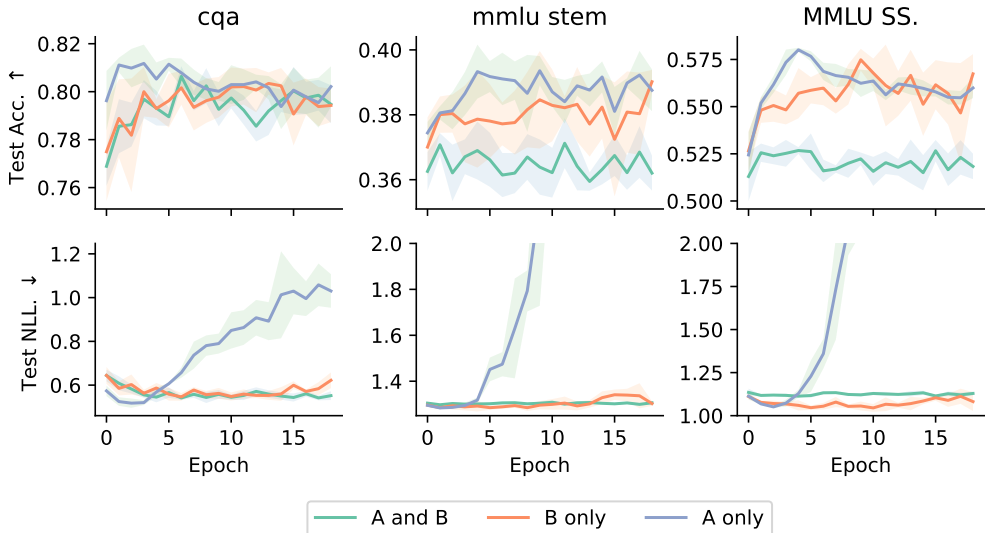 cqa
mmlu stem
MMLU SS.
Test Acc. ↑
0.82
0.80
0.78
0.76
0.40
0.38
0.36
0.575
0.550
0.525
0.500
Test NLL. ↓
1.2
1.0
0.8
0.6
0 5 10 15
Epoch
2.0
1.8
1.6
1.4
0 5 10 15
Epoch
2.00
1.75
1.50
1.25
1.00
0 5 10 15
Epoch
A and B B only A only